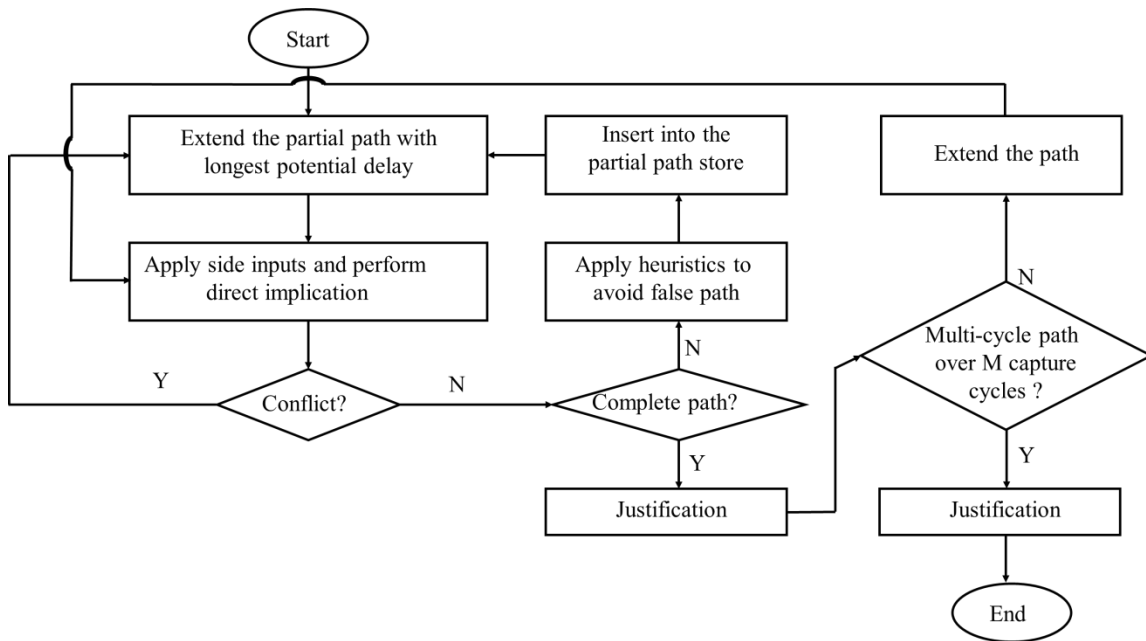 Start
Extend the partial path with
longest potential delay
Insert into the
partial path store
Extend the path
Apply side inputs and perform
direct implication
Apply heuristics to
avoid false path
N
Multi-cycle path
over M capture
cycles ?
N
Y
N
Conflict?
Complete path?
Y
Y
Justification
Justification
End